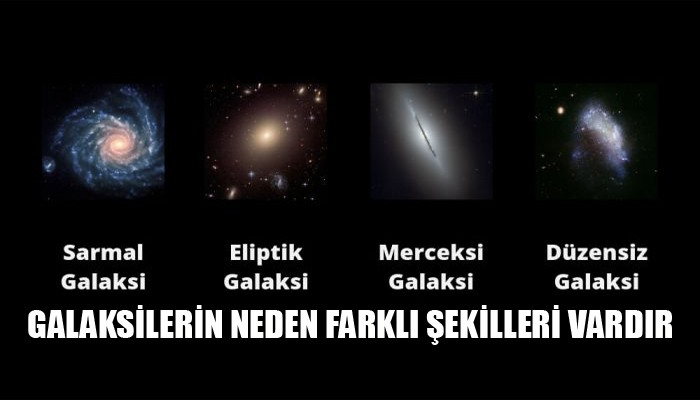 Sarmal Galaksi
Eliptik Galaksi
Merceksi Galaksi
Düzensiz Galaksi
GALAKSİLERİN NEDEN FARKLI ŞEKİLLERİ VARDIR